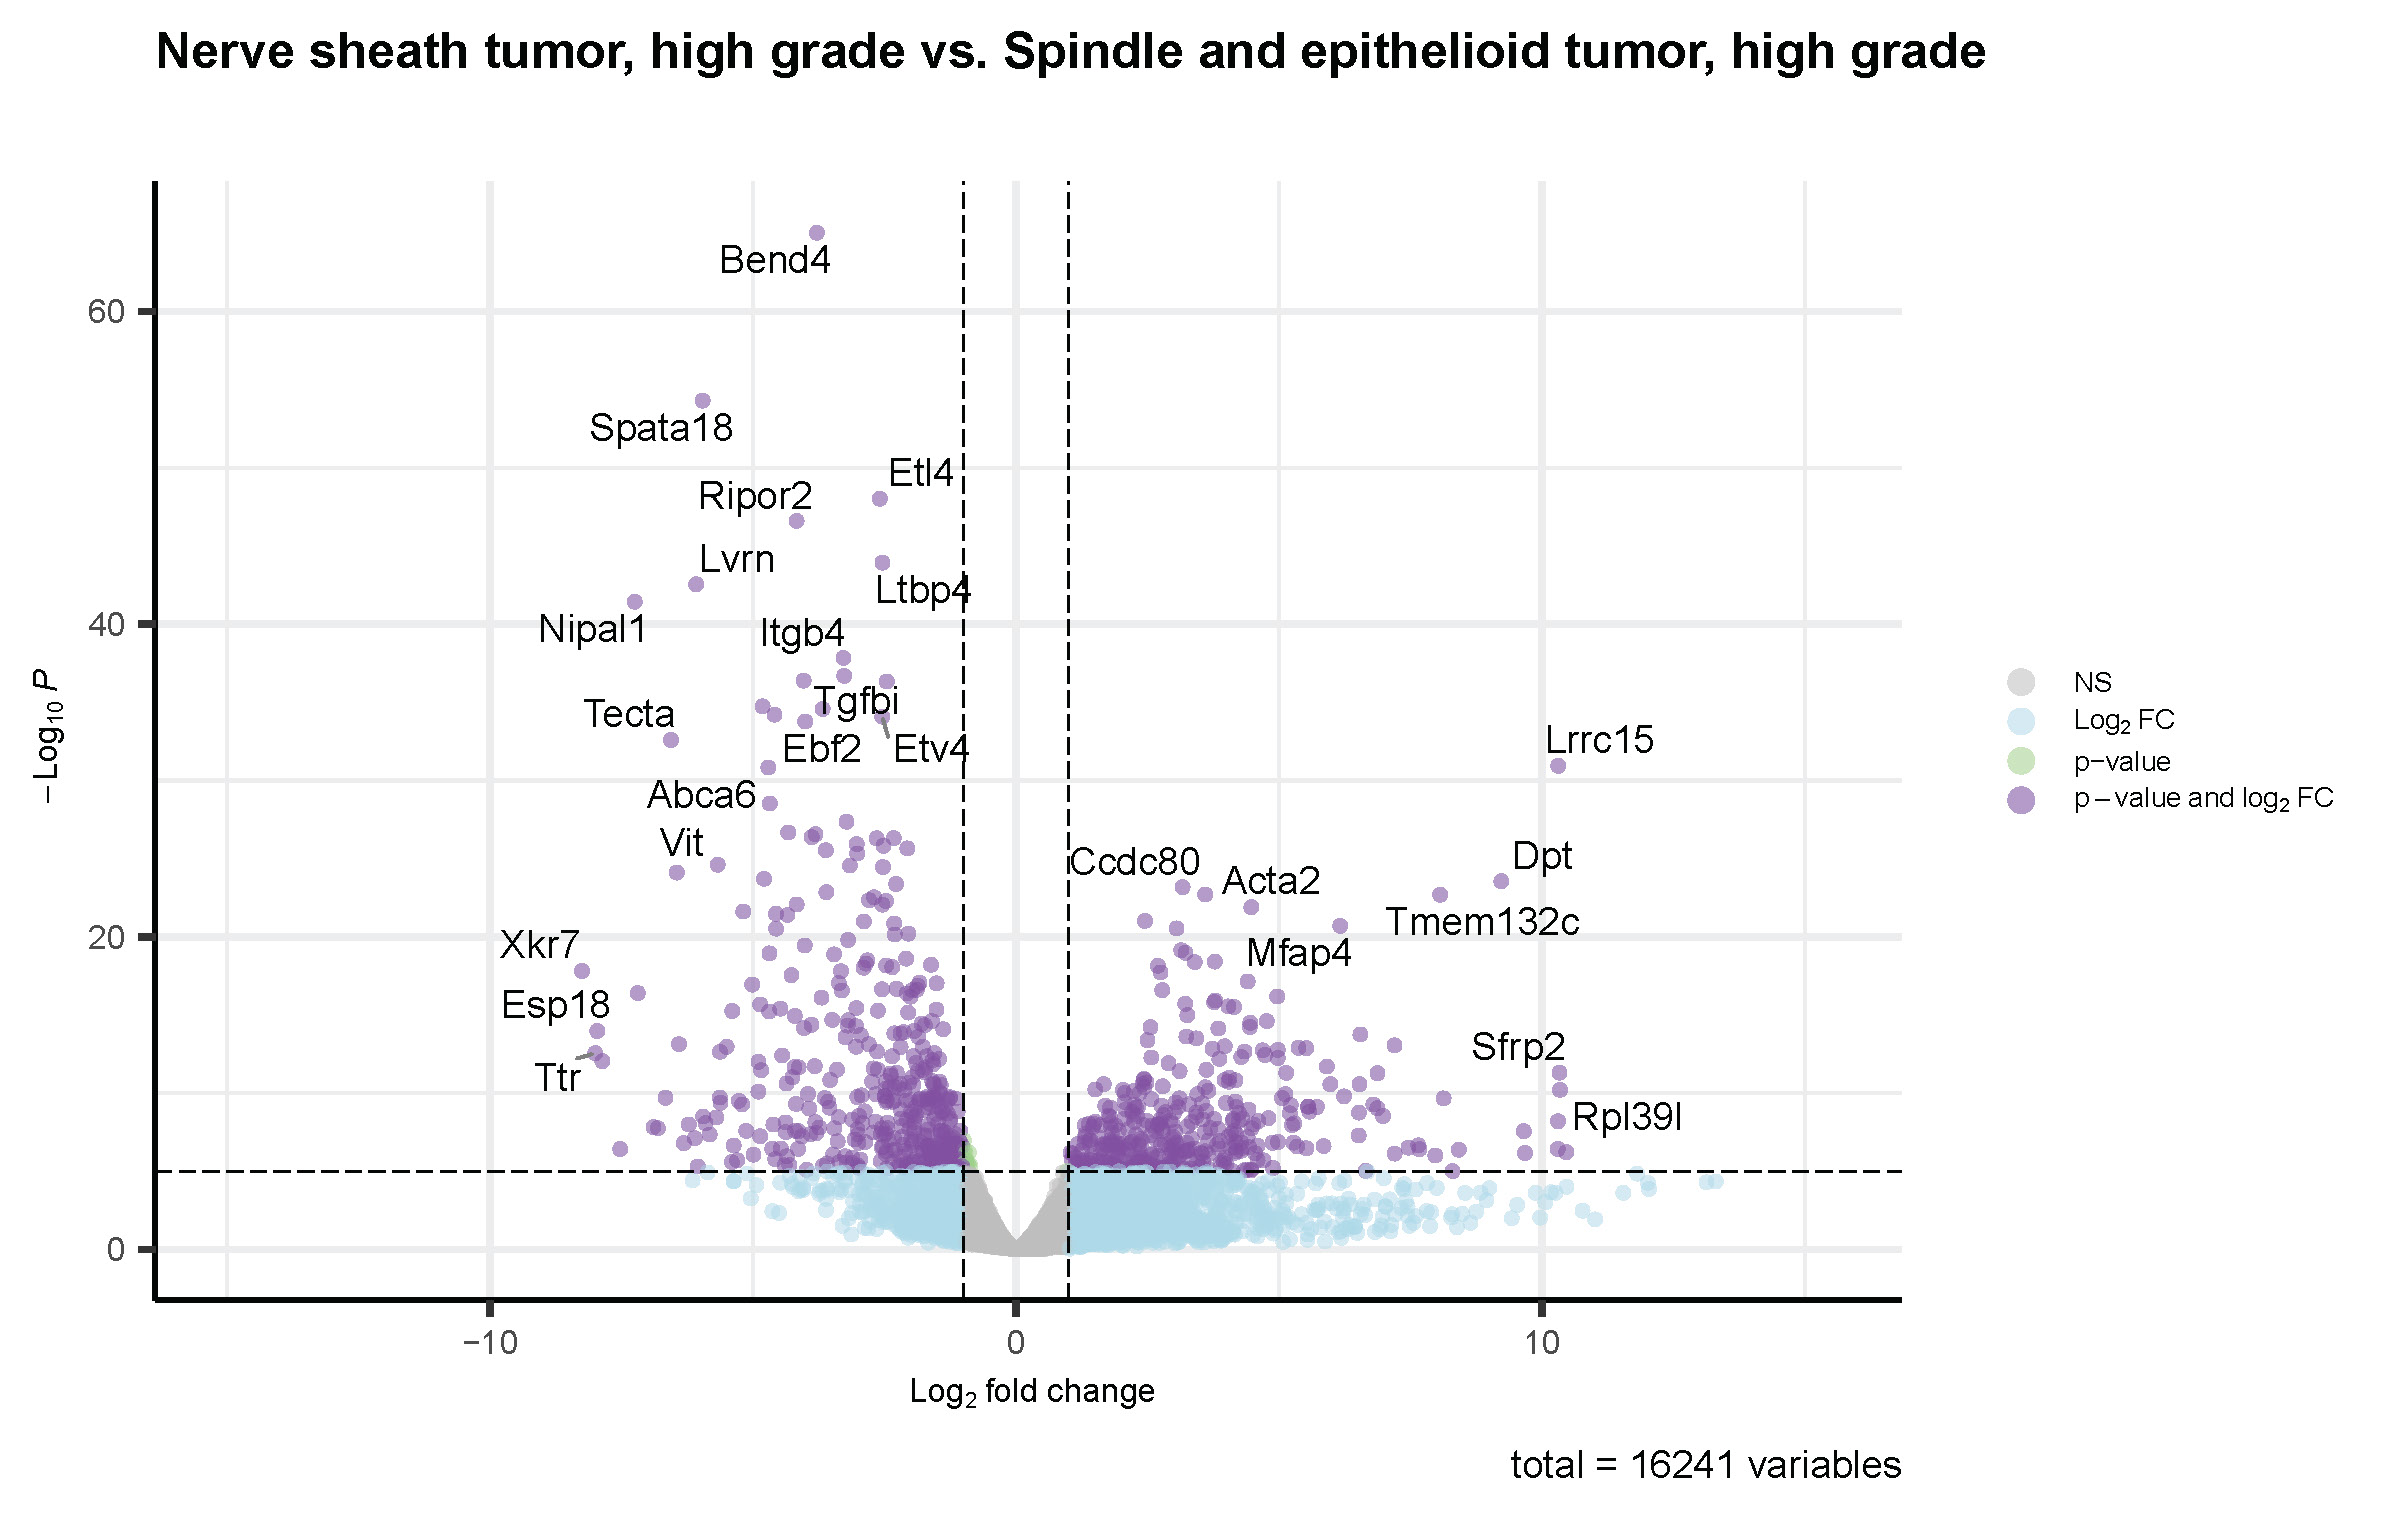 Nerve sheath tumor, high grade vs. Spindle and epithelioid tumor, high grade
Bend4
60
Spata18
Etl4
Ripor2
Lvrn
Ltbp4
40
Nipal1
Itgb4
−Log₁₀ P
NS
Tgfbi
Tecta
Log₂ FC
Lrrc15
Ebf2
Etv4
p−value
Abca6
p−value and log₂ FC
Vit
Ccdc80
Dpt
Acta2
Tmem132c
20
Xkr7
Mfap4
Esp18
Sfrp2
Ttr
Rpl39l
0
−10
0
10
Log₂ fold change
total = 16241 variables